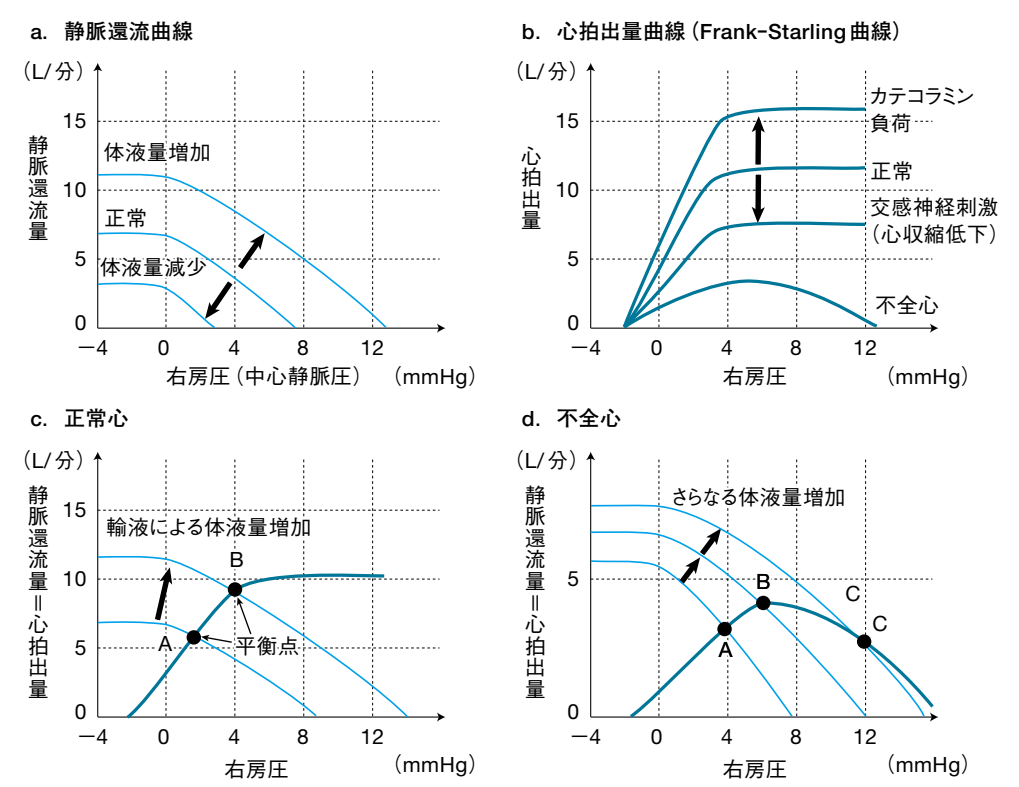 a. 静脈還流曲線
（L/分）
静脈還流量
15
10
5
0
体液量増加
正常
体液量減少
−4 0 4 8 12
右房圧（中心静脈圧） （mmHg）
b. 心拍出量曲線（Frank-Starling曲線）
（L/分）
心拍出量
15
10
5
0
カテコラミン
負荷
正常
交感神経刺激
（心収縮低下）
不全心
−4 0 4 8 12
右房圧 （mmHg）
c. 正常心
（L/分）
静脈還流量＝心拍出量
15
10
5
0
輸液による体液量増加
B
A
平衡点
−4 0 4 8 12
右房圧 （mmHg）
d. 不全心
（L/分）
静脈還流量＝心拍出量
5
0
さらなる体液量増加
B
C
C
A
−4 0 4 8 12
右房圧 （mmHg）